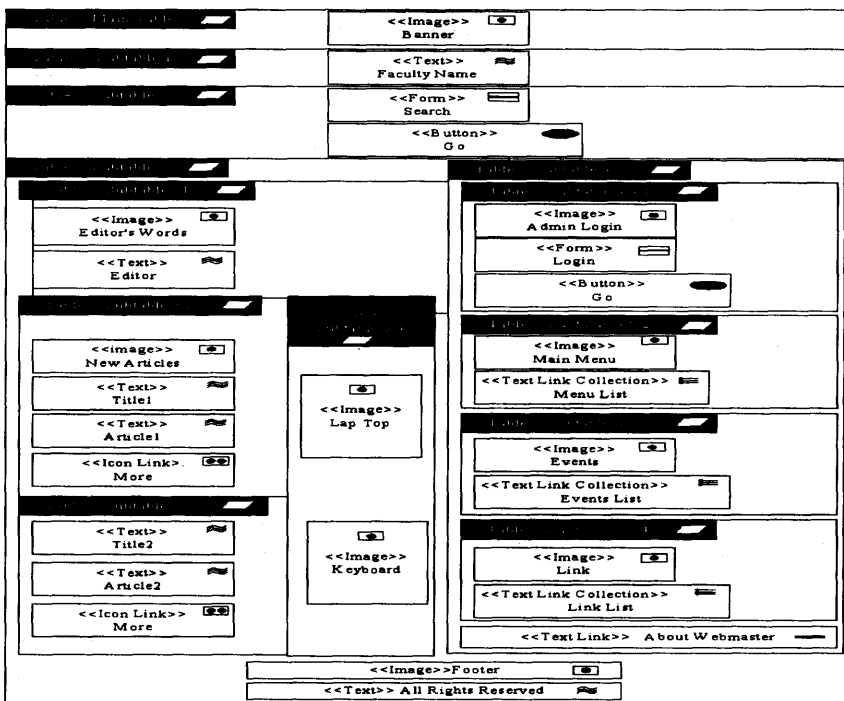 <<Image>>
Banner
<<Text>>
Faculty Name
<<Form>>
Search
<<Button>>
Go
<<Image>>
Editor's Words
<<Text>>
Editor
<<image>>
New Articles
<<Text>>
Title1
<<Text>>
Article1
<<Icon Link>.
More
<<Text>>
Title2
<<Text>>
Article2
<<Icon Link>>
More
<<Image>>
Lap Top
<<Image>>
Keyboard
<<Image>>
Admin Login
<<Form>>
Login
<<Button>>
Go
<<Image>>
Main Menu
<<Text Link Collection>>
Menu List
<<Image>>
Events
<<Text Link Collection>>
Events List
<<Image>>
Link
<<Text Link Collection>>
Link List
<<Text Link>> About Webmaster
<<Image>>Footer
<<Text>> All Rights Reserved